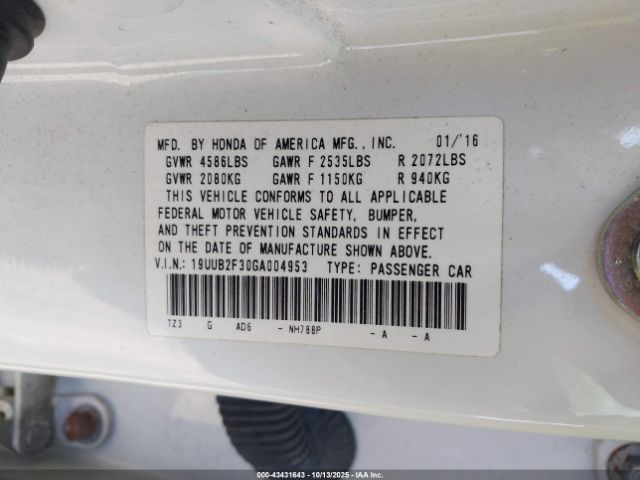 MFD. BY HONDA OF AMERICA MFG., INC. 01/'16
GVWR 4586LBS GAWR F 2535LBS R 2072LBS
GVWR 2080KG GAWR F 1150KG R 940KG
THIS VEHICLE CONFORMS TO ALL APPLICABLE
FEDERAL MOTOR VEHICLE SAFETY, BUMPER,
AND THEFT PREVENTION STANDARDS IN EFFECT
ON THE DATE OF MANUFACTURE SHOWN ABOVE.
V.I.N.: 19UUB2F30GA004953 TYPE: PASSENGER CAR
TZ3 G AD6 - NH788P - A - A
000-43431643 | 10/13/2025 | IAA Inc.